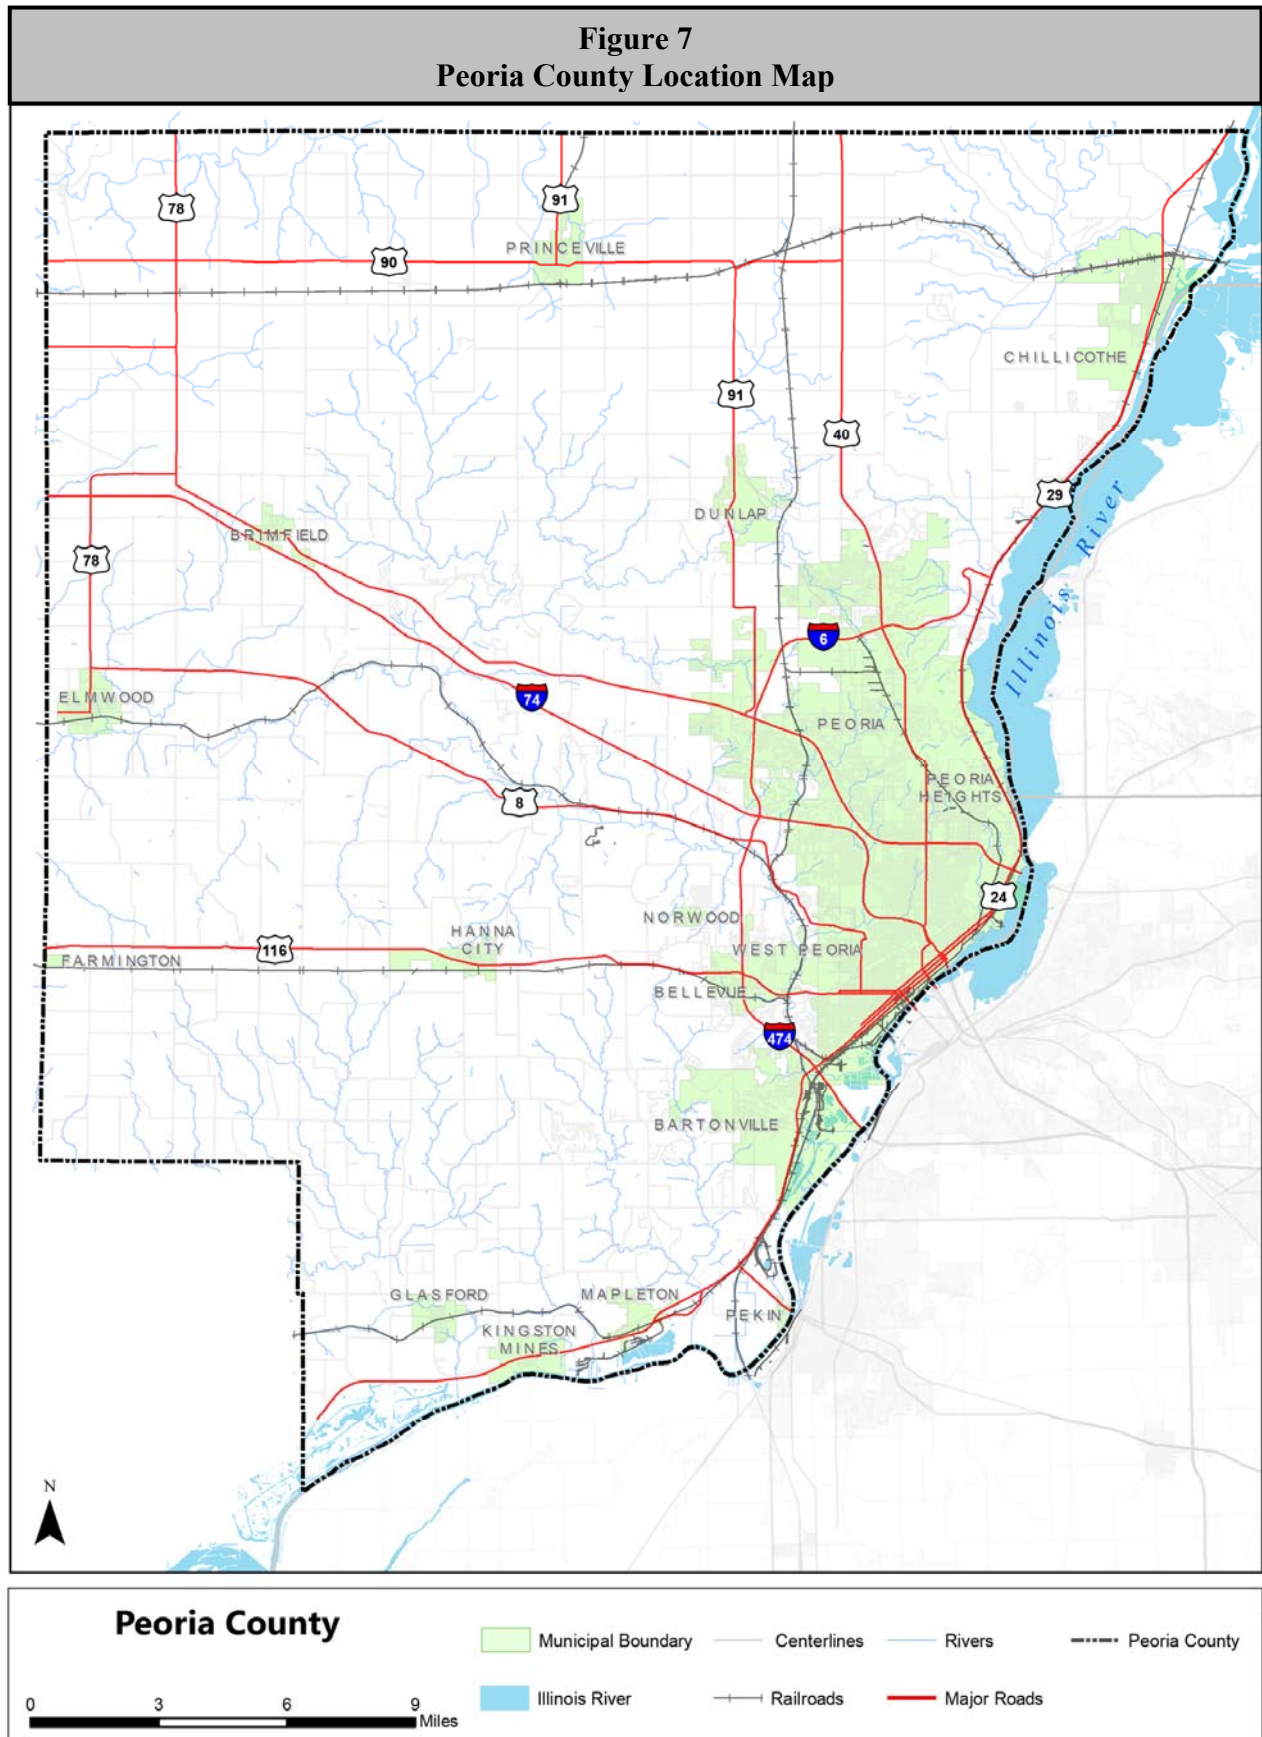 Figure 7
Peoria County Location Map
78
91
PRINCEVILLE
90
CHILLICOTHE
91
40
29
Illinois River
DUNLAP
BRIMFIELD
78
6
ELMWOOD
74
PEORIA
PEORIA
HEIGHTS
8
24
NORWOOD
HANNA
CITY
WEST PEORIA
116
FARMINGTON
BELLEVUE
474
BARTONVILLE
GLASFORD
MAPLETON
PEKIN
KINGSTON
MINES
N
Peoria County
Municipal Boundary
Centerlines
Rivers
Peoria County
Illinois River
Railroads
Major Roads
0 3 6 9
Miles